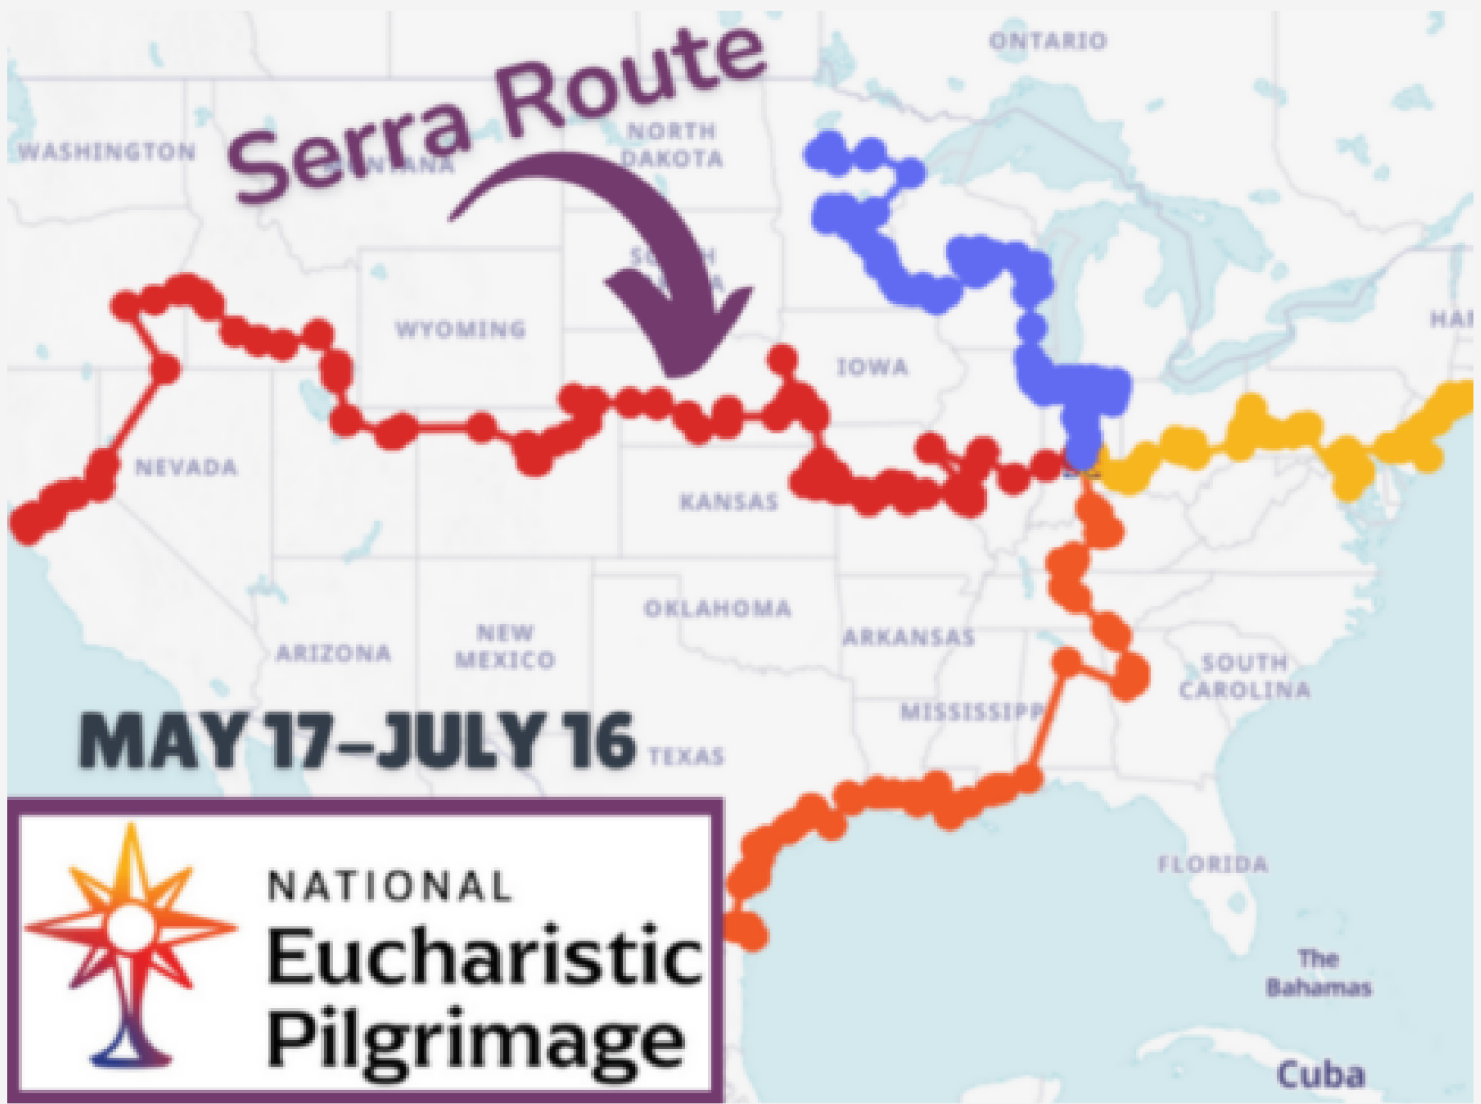 ONTARIO
Serra Route
WASHINGTON
NORTH
DAKOTA
WYOMING
IOWA
NEVADA
KANSAS
OKLAHOMA
ARIZONA
NEW
MEXICO
ARKANSAS
SOUTH
CAROLINA
MISSISSIPP
MAY 17–JULY 16
TEXAS
FLORIDA
NATIONAL
Eucharistic
Pilgrimage
The
Bahamas
Cuba